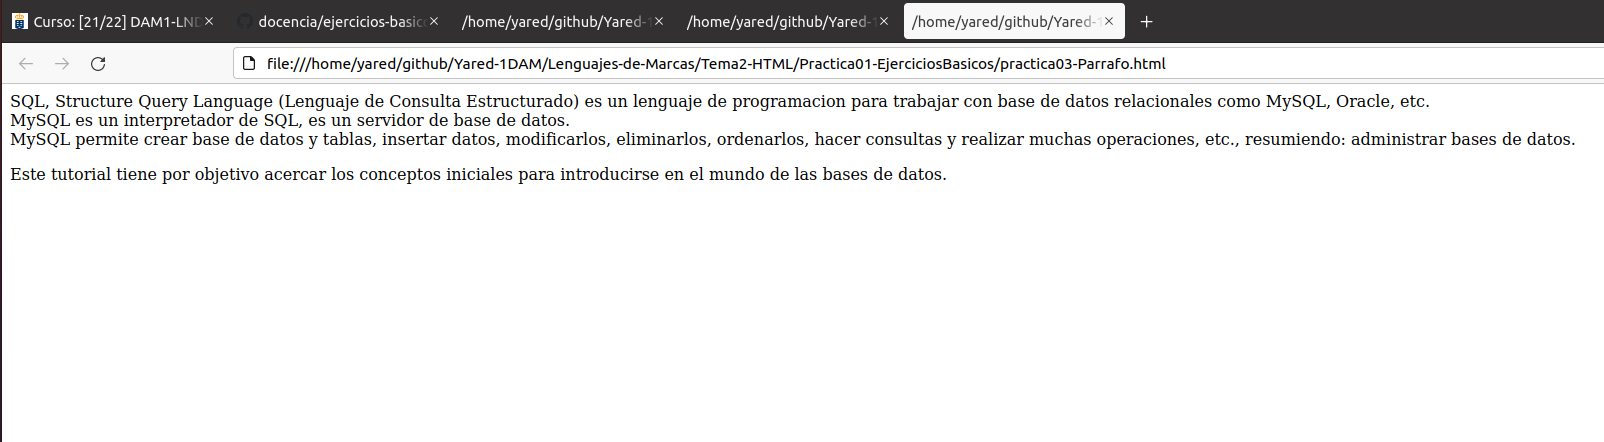 Curso: [21/22] DAM1-LND
docencia/ejercicios-basico
/home/yared/github/Yared-1
/home/yared/github/Yared-1
/home/yared/github/Yared-1
file:///home/yared/github/Yared-1DAM/Lenguajes-de-Marcas/Tema2-HTML/Practica01-EjerciciosBasicos/practica03-Parrafo.html
SQL, Structure Query Language (Lenguaje de Consulta Estructurado) es un lenguaje de programacion para trabajar con base de datos relacionales como MySQL, Oracle, etc.
MySQL es un interpretador de SQL, es un servidor de base de datos.
MySQL permite crear base de datos y tablas, insertar datos, modificarlos, eliminarlos, ordenarlos, hacer consultas y realizar muchas operaciones, etc., resumiendo: administrar bases de datos.
Este tutorial tiene por objetivo acercar los conceptos iniciales para introducirse en el mundo de las bases de datos.